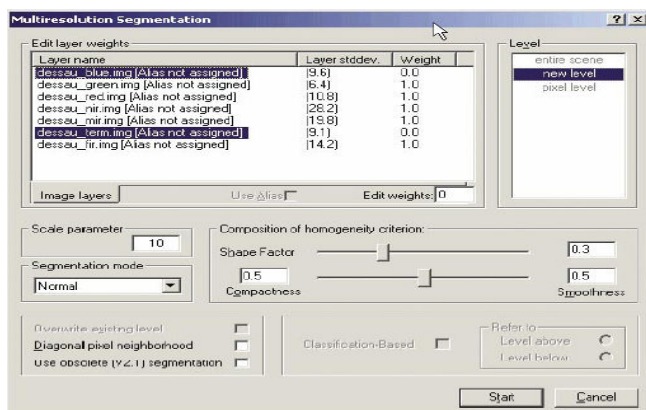 Multiresolution Segmentation
Edit layer weights
Layer name Layer stddev. Weight
dessau_blue.img [Alias not assigned] (9.6) 0.0
dessau_green.img [Alias not assigned] (6.4) 1.0
dessau_red.img [Alias not assigned] (10.8) 1.0
dessau_nir.img [Alias not assigned] (28.2) 1.0
dessau_mir.img [Alias not assigned] (19.8) 1.0
dessau_term.img [Alias not assigned] (9.1) 0.0
dessau_fir.img [Alias not assigned] (14.2) 1.0
Image layers Use Alias Edit weights: 0
Level
entire scene
new level
pixel level
Scale parameter
10
Segmentation mode
Normal
Composition of homogeneity criterion:
Shape Factor 0.3
0.5 0.5
Compactness Smoothness
Overwrite existing level
Diagonal pixel neighborhood
Use obsolete (V2.1) segmentation
Classification-Based
Refer to
Level above
Level below
Start Cancel